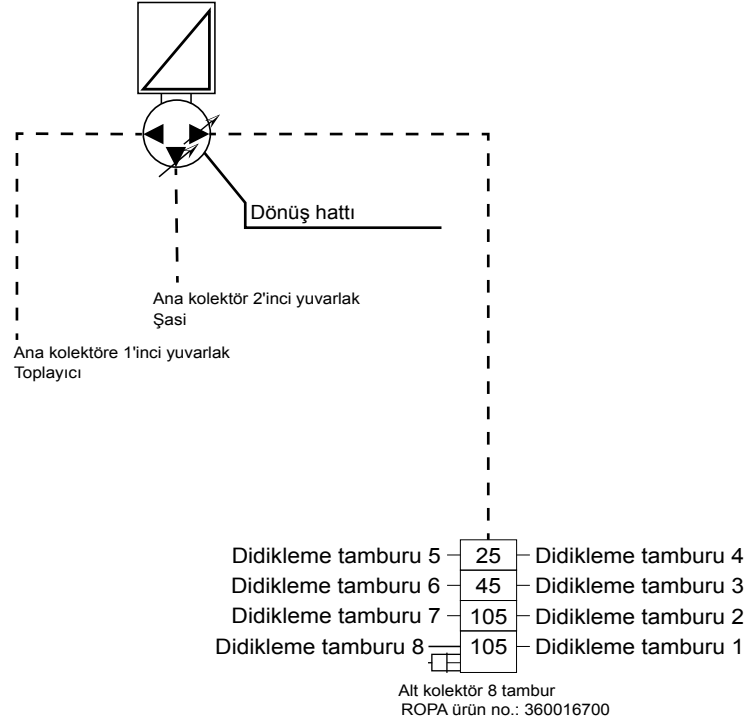 Dönüş hattı
Ana kolektör 2'inci yuvarlak
Şasi
Ana kolektöre 1'inci yuvarlak
Toplayıcı
Didikleme tamburu 5 25 Didikleme tamburu 4
Didikleme tamburu 6 45 Didikleme tamburu 3
Didikleme tamburu 7 105 Didikleme tamburu 2
Didikleme tamburu 8 105 Didikleme tamburu 1
Alt kolektör 8 tambur
ROPA ürün no.: 360016700